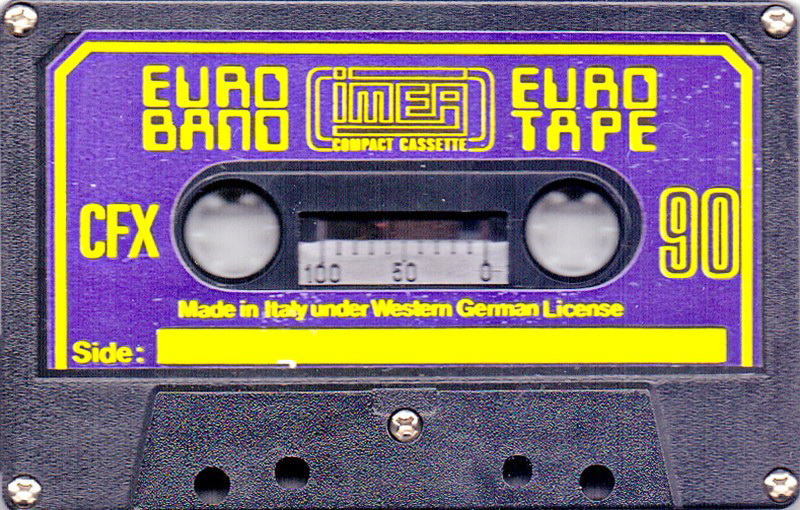 EURO BAND
IMEA
COMPACT CASSETTE
EURO TAPE
CFX
90
100 50 0
Made in Italy under Western German License
Side: